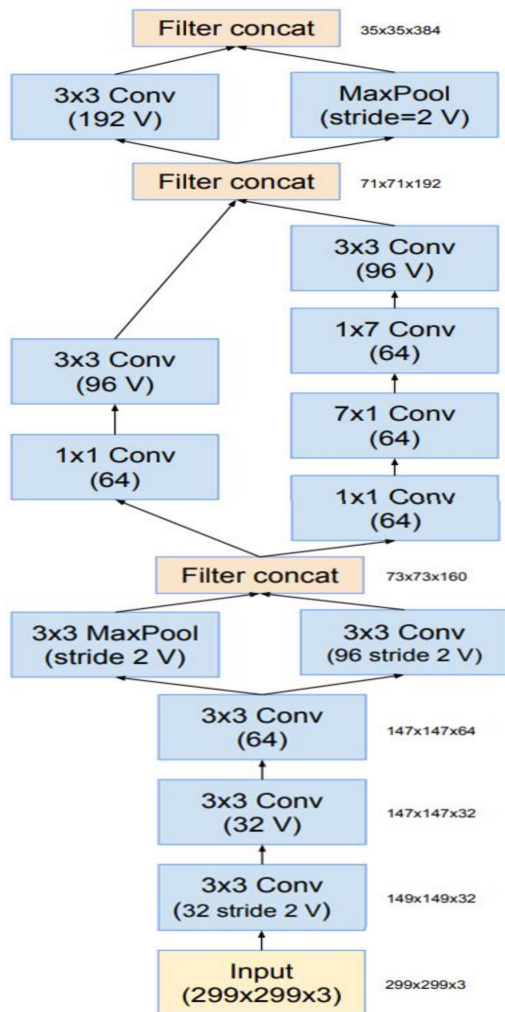 Filter concat 35x35x384
3x3 Conv
(192 V)
MaxPool
(stride=2 V)
Filter concat 71x71x192
3x3 Conv
(96 V)
1x7 Conv
(64)
3x3 Conv
(96 V)
7x1 Conv
(64)
1x1 Conv
(64)
1x1 Conv
(64)
Filter concat 73x73x160
3x3 MaxPool
(stride 2 V)
3x3 Conv
(96 stride 2 V)
3x3 Conv
(64)
147x147x64
3x3 Conv
(32 V)
147x147x32
3x3 Conv
(32 stride 2 V)
149x149x32
Input
(299x299x3)
299x299x3